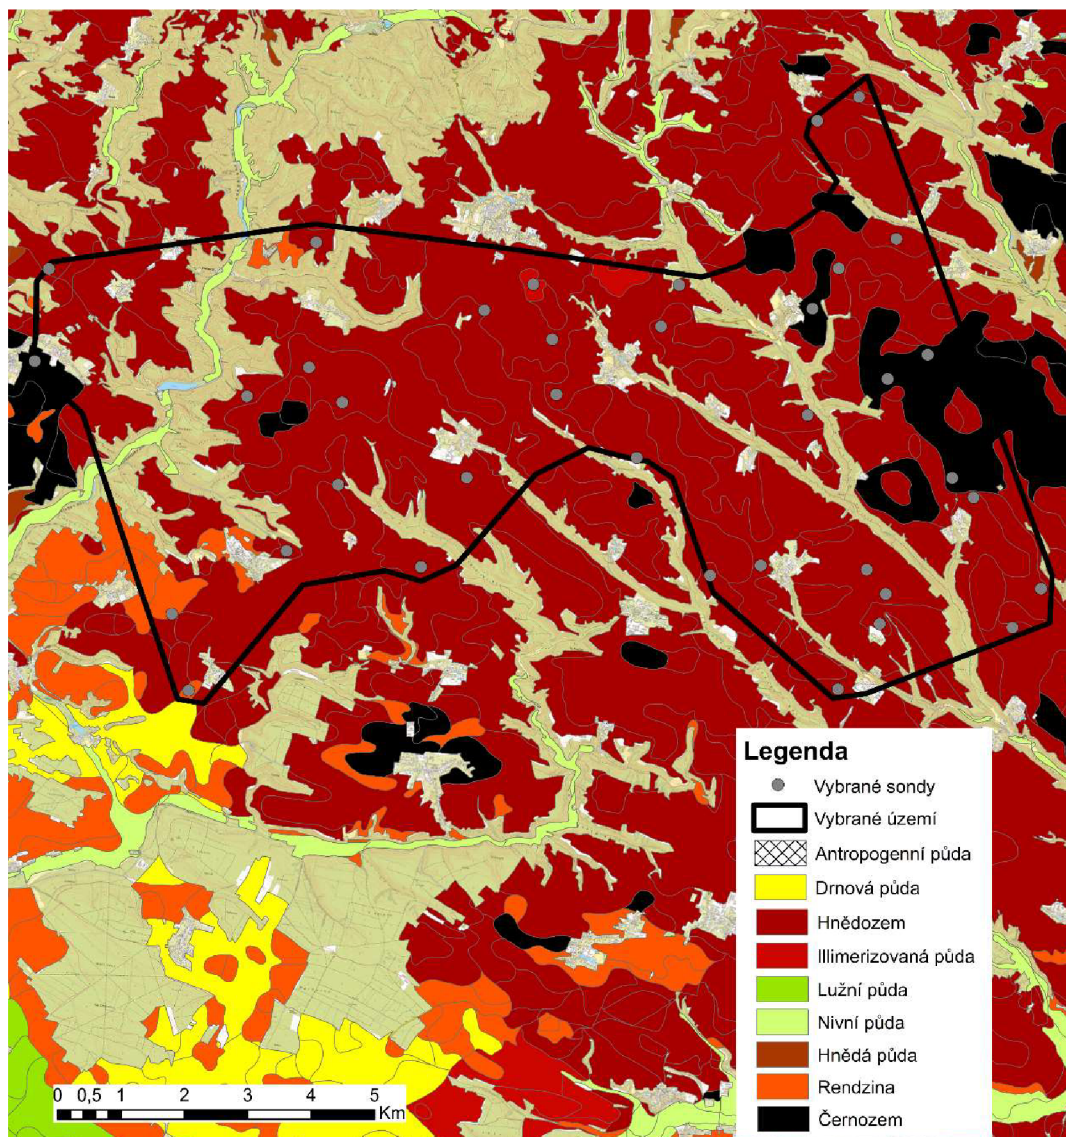 Legenda
Vybrané sondy
Vybrané území
Antropogenní půda
Drnová půda
Hnědozem
Illimerizovaná půda
Lužní půda
Nivní půda
Hnědá půda
Rendzina
Černozem
0 0,5 1 2 3 4 5
Km